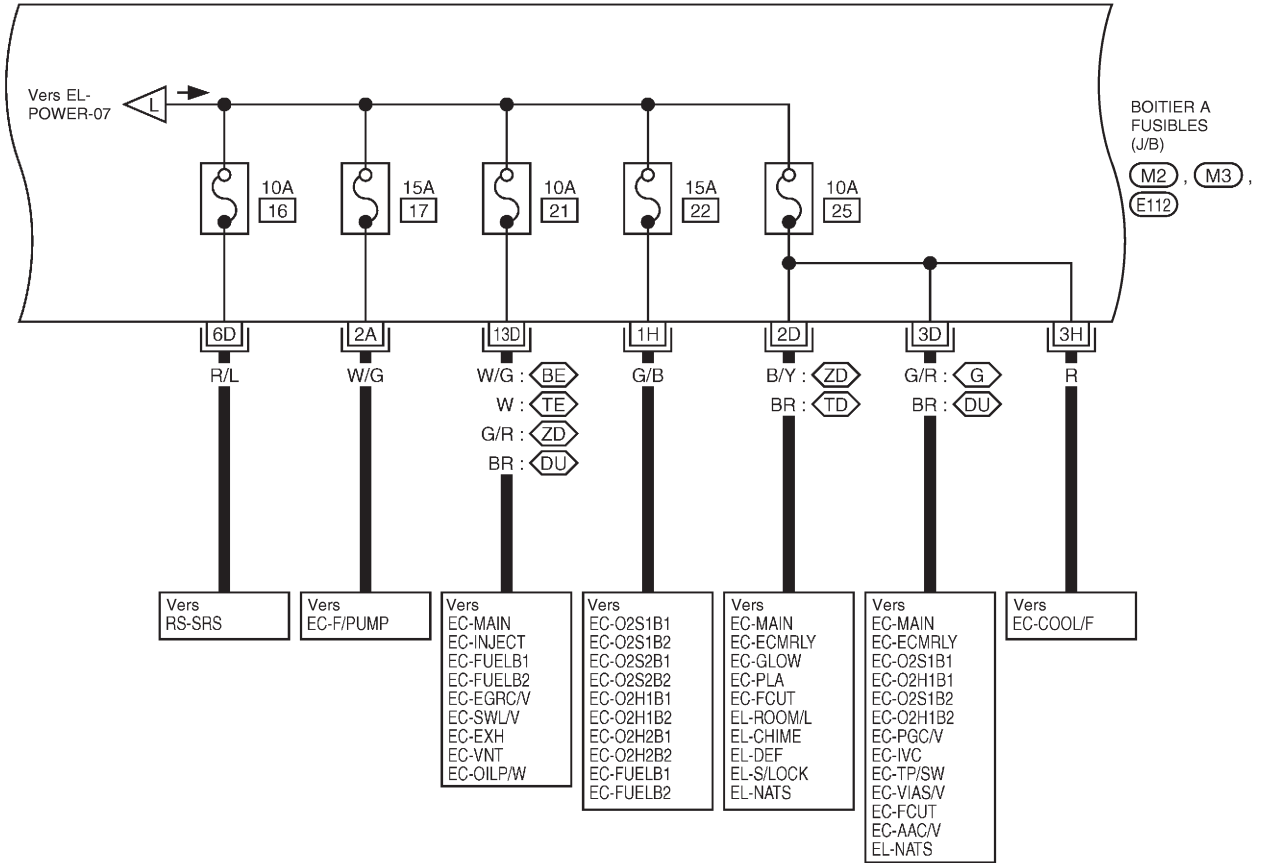 Vers EL-
POWER-07
L
BOITIER A
FUSIBLES
(J/B)
M2 , M3 ,
E112
10A
16
15A
17
10A
21
15A
22
10A
25
6D
2A
13D
1H
2D
3D
3H
R/L
W/G
W/G : BE
W : TE
G/R : ZD
BR : DU
G/B
B/Y : ZD
BR : TD
G/R : G
BR : DU
R
Vers
RS-SRS
Vers
EC-F/PUMP
Vers
EC-MAIN
EC-INJECT
EC-FUELB1
EC-FUELB2
EC-EGRC/V
EC-SWL/V
EC-EXH
EC-VNT
EC-OILP/W
Vers
EC-O2S1B1
EC-O2S1B2
EC-O2S2B1
EC-O2S2B2
EC-O2H1B1
EC-O2H1B2
EC-O2H2B1
EC-O2H2B2
EC-FUELB1
EC-FUELB2
Vers
EC-MAIN
EC-ECMRLY
EC-GLOW
EC-PLA
EC-FCUT
EL-ROOM/L
EL-CHIME
EL-DEF
EL-S/LOCK
EL-NATS
Vers
EC-MAIN
EC-ECMRLY
EC-O2S1B1
EC-O2H1B1
EC-O2S1B2
EC-O2H1B2
EC-PGC/V
EC-IVC
EC-TP/SW
EC-VIAS/V
EC-FCUT
EC-AAC/V
EL-NATS
Vers
EC-COOL/F